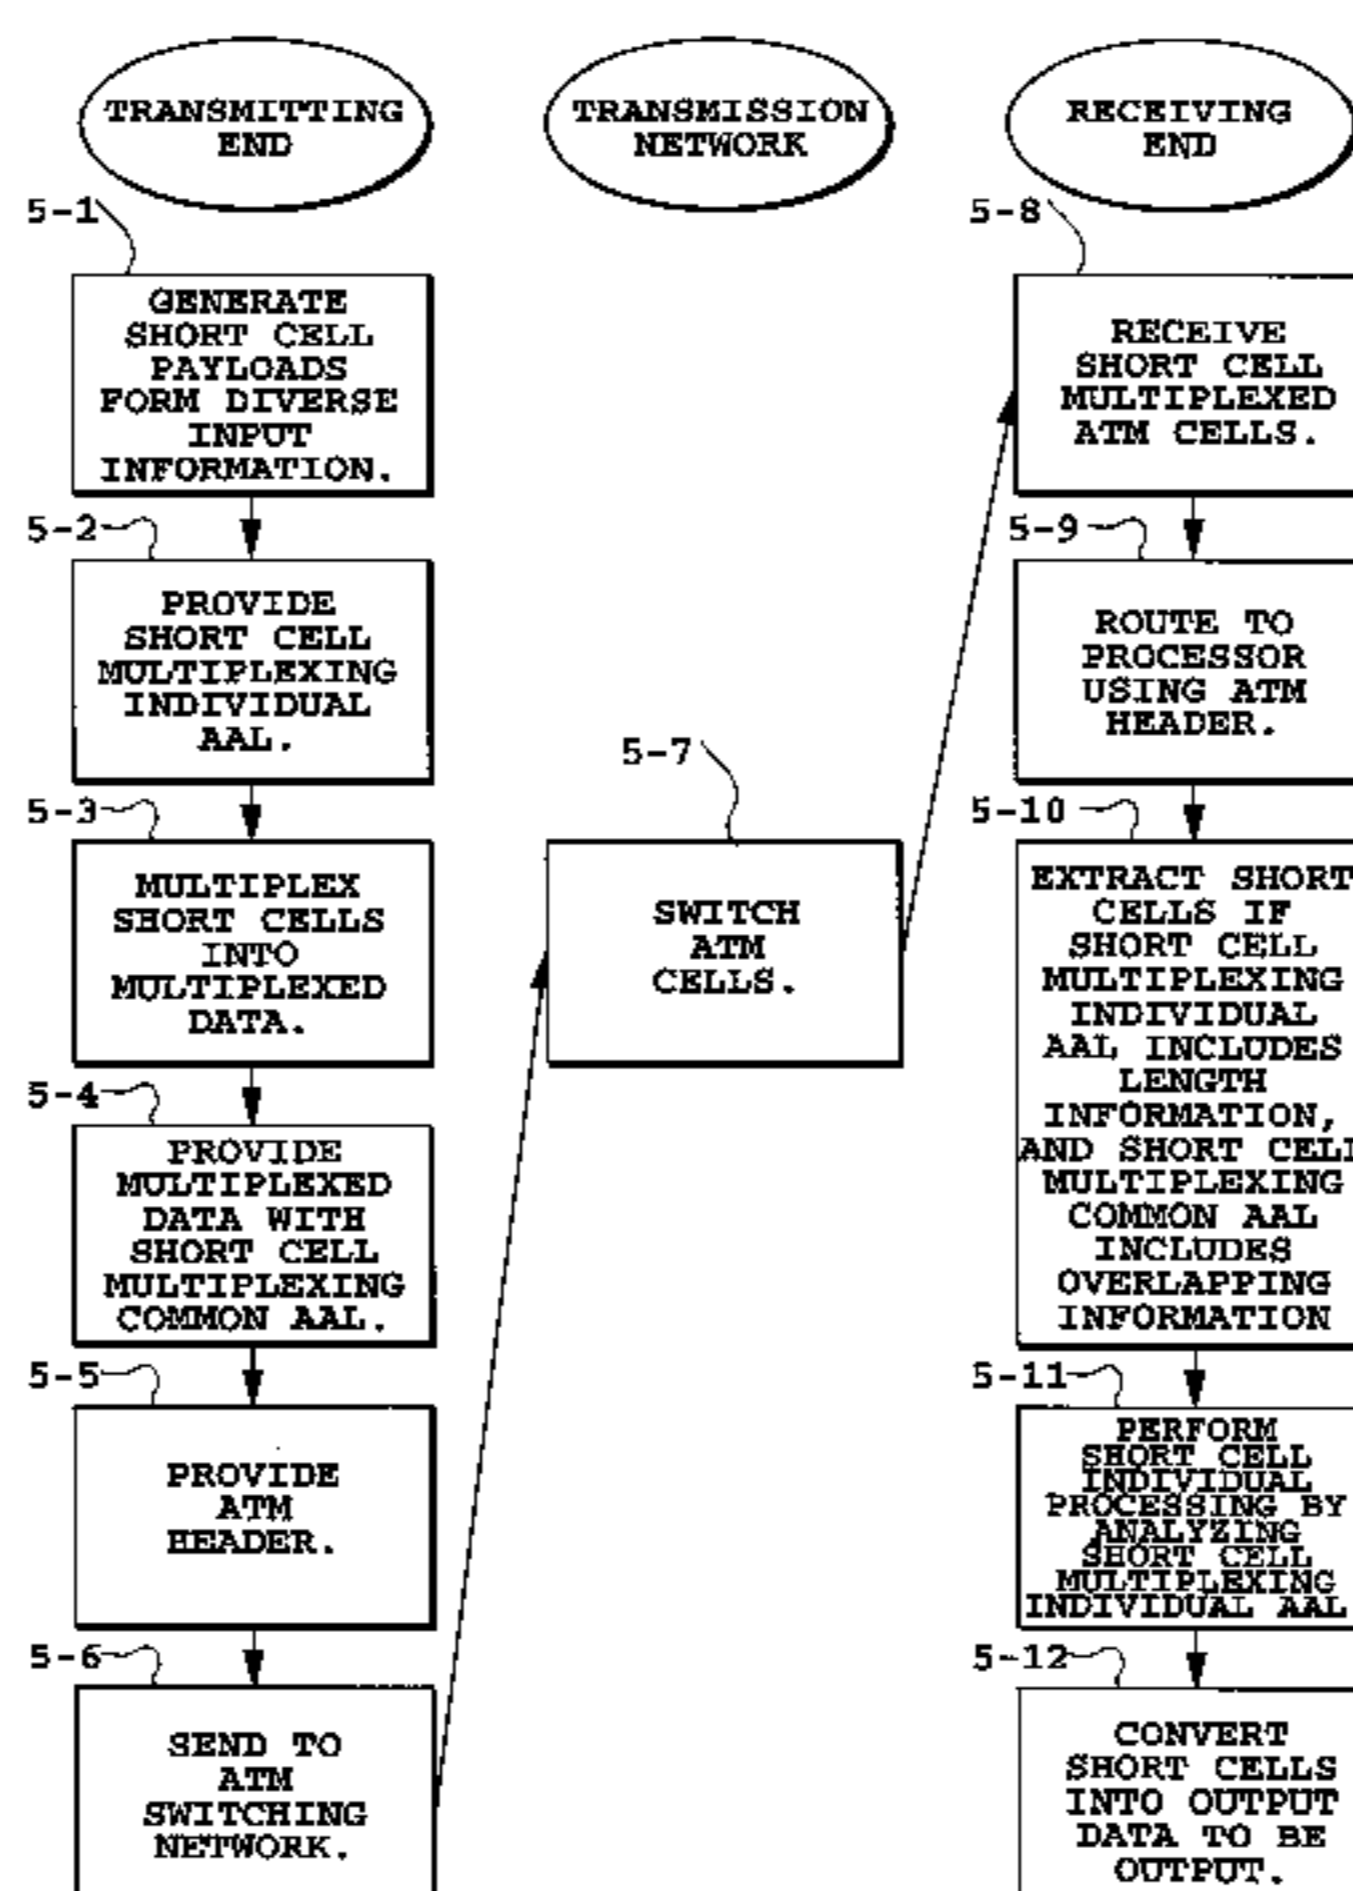 TRANSMITTING
END
5-1
GENERATE
SHORT CELL
PAYLOADS
FORM DIVERSE
INPUT
INFORMATION.
5-2
PROVIDE
SHORT CELL
MULTIPLEXING
INDIVIDUAL
AAL.
5-3
MULTIPLEX
SHORT CELLS
INTO
MULTIPLEXED
DATA.
5-4
PROVIDE
MULTIPLEXED
DATA WITH
SHORT CELL
MULTIPLEXING
COMMON AAL.
5-5
PROVIDE
ATM
HEADER.
5-6
SEND TO
ATM
SWITCHING
NETWORK.
TRANSMISSION
NETWORK
5-7
SWITCH
ATM
CELLS.
RECEIVING
END
5-8
RECEIVE
SHORT CELL
MULTIPLEXED
ATM CELLS.
5-9
ROUTE TO
PROCESSOR
USING ATM
HEADER.
5-10
EXTRACT SHORT
CELLS IF
SHORT CELL
MULTIPLEXING
INDIVIDUAL
AAL INCLUDES
LENGTH
INFORMATION,
AND SHORT CELL
MULTIPLEXING
COMMON AAL
INCLUDES
OVERLAPPING
INFORMATION
5-11
PERFORM
SHORT CELL
INDIVIDUAL
PROCESSING BY
ANALYZING
SHORT CELL
MULTIPLEXING
INDIVIDUAL AAL
5-12
CONVERT
SHORT CELLS
INTO OUTPUT
DATA TO BE
OUTPUT.